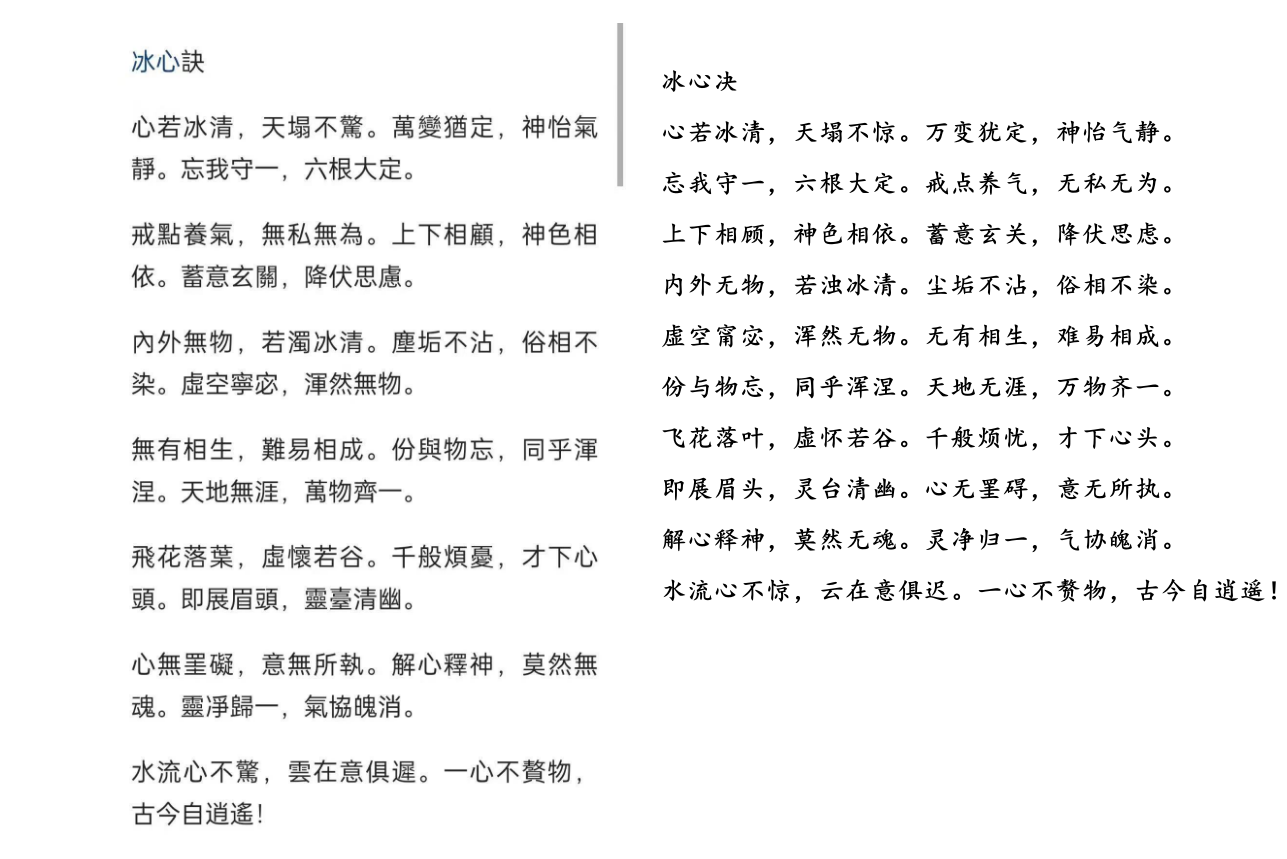 冰心訣
心若冰清，天塌不驚。萬變猶定，神怡氣
靜。忘我守一，六根大定。
戒點養氣，無私無為。上下相顧，神色相
依。蓄意玄關，降伏思慮。
內外無物，若濁冰清。塵垢不沾，俗相不
染。虛空寧宓，渾然無物。
無有相生，難易相成。份與物忘，同乎渾
涅。天地無涯，萬物齊一。
飛花落葉，虛懷若谷。千般煩憂，才下心
頭。即展眉頭，靈臺清幽。
心無罣礙，意無所執。解心釋神，莫然無
魂。靈凈歸一，氣協魄消。
水流心不驚，雲在意俱遲。一心不贅物，
古今自逍遙！
冰心决
心若冰清，天塌不惊。万变犹定，神怡气静。
忘我守一，六根大定。戒点养气，无私无为。
上下相顾，神色相依。蓄意玄关，降伏思虑。
内外无物，若浊冰清。尘垢不沾，俗相不染。
虚空甯宓，浑然无物。无有相生，难易相成。
份与物忘，同乎浑涅。天地无涯，万物齐一。
飞花落叶，虚怀若谷。千般烦忧，才下心头。
即展眉头，灵台清幽。心无罣碍，意无所执。
解心释神，莫然无魂。灵净归一，气协魄消。
水流心不惊，云在意俱迟。一心不赘物，古今自逍遥！